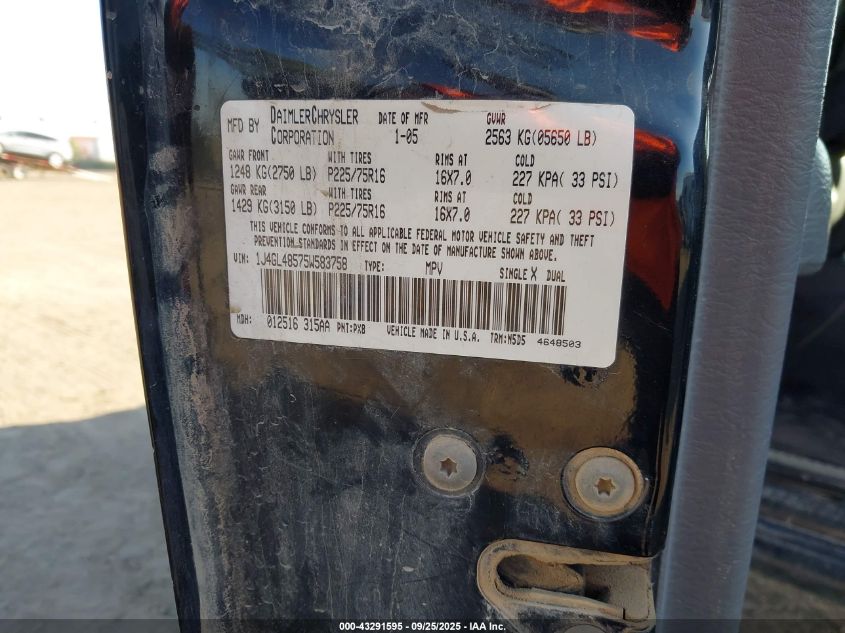 MFD BY DAIMLERCHRYSLER CORPORATION DATE OF MFR 1-05 GVWR 2563 KG(05650 LB)
GAWR FRONT WITH TIRES RIMS AT COLD
1248 KG(2750 LB) P225/75R16 16X7.0 227 KPA( 33 PSI)
GAWR REAR WITH TIRES RIMS AT COLD
1429 KG(3150 LB) P225/75R16 16X7.0 227 KPA( 33 PSI)
THIS VEHICLE CONFORMS TO ALL APPLICABLE FEDERAL MOTOR VEHICLE SAFETY AND THEFT
PREVENTION STANDARDS IN EFFECT ON THE DATE OF MANUFACTURE SHOWN ABOVE.
VIN: 1J4GL48575W583758 TYPE: MPV SINGLE X DUAL
MDH: 012516 315AA PNT:PXB VEHICLE MADE IN U.S.A. TRM:N5D5 4648503
000-43291595 - 09/25/2025 - IAA Inc.